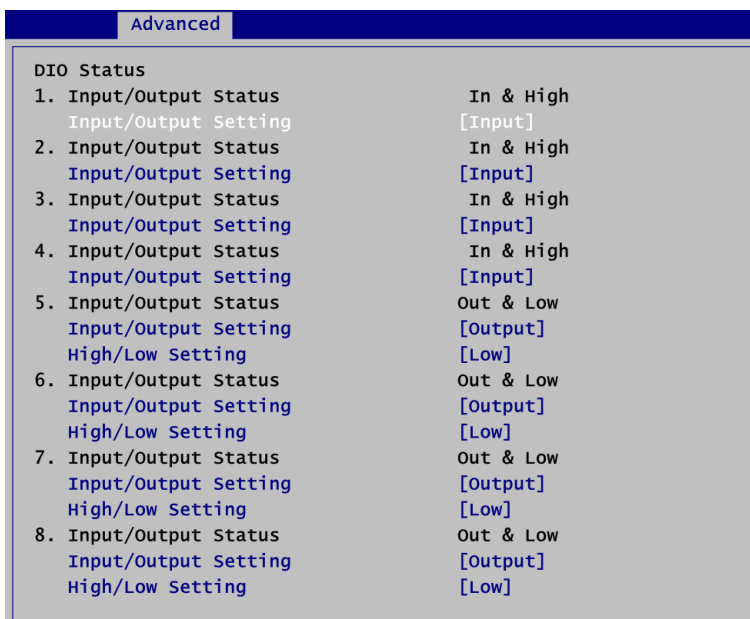 Advanced
DIO Status
1. Input/Output Status In & High
Input/Output Setting [Input]
2. Input/Output Status In & High
Input/Output Setting [Input]
3. Input/Output Status In & High
Input/Output Setting [Input]
4. Input/Output Status In & High
Input/Output Setting [Input]
5. Input/Output Status Out & Low
Input/Output Setting [Output]
High/Low Setting [Low]
6. Input/Output Status Out & Low
Input/Output Setting [Output]
High/Low Setting [Low]
7. Input/Output Status Out & Low
Input/Output Setting [Output]
High/Low Setting [Low]
8. Input/Output Status Out & Low
Input/Output Setting [Output]
High/Low Setting [Low]